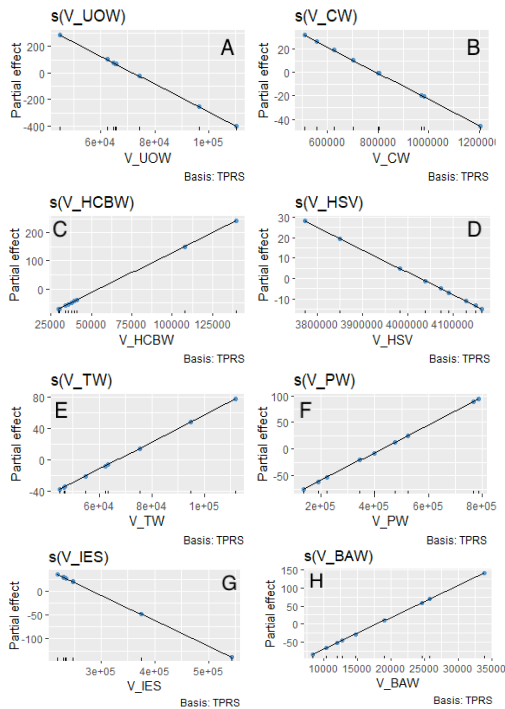 s(V_UOW)
A
Partial effect
200
0
-200
-400
6e+04
8e+04
1e+05
V_UOW
Basis: TPRS
s(V_CW)
B
Partial effect
20
0
-20
-40
600000
800000
1000000
V_CW
Basis: TPRS
s(V_HCBW)
C
Partial effect
200
100
0
25000
50000
75000
100000
125000
V_HCBW
Basis: TPRS
s(V_HSV)
D
Partial effect
30
20
10
0
-10
3800000
3900000
4000000
4100000
V_HSV
Basis: TPRS
s(V_TW)
E
Partial effect
80
40
0
-40
6e+04
8e+04
1e+05
V_TW
Basis: TPRS
s(V_PW)
F
Partial effect
100
50
0
-50
2e+05
4e+05
6e+05
8e+05
V_PW
Basis: TPRS
s(V_IES)
G
Partial effect
0
-50
-100
3e+05
4e+05
5e+05
V_IES
Basis: TPRS
s(V_BAW)
H
Partial effect
150
100
50
0
-50
10000
15000
20000
25000
30000
35000
V_BAW
Basis: TPRS